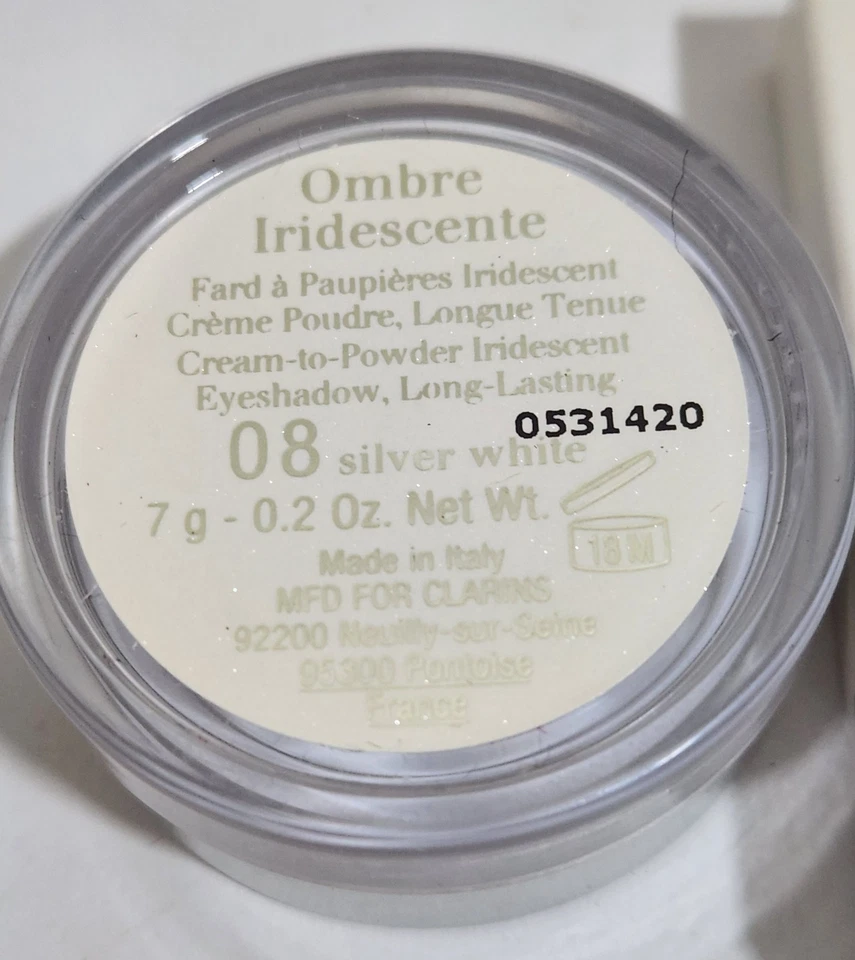 Ombre
Iridescente
Fard à Paupières Iridescent
Crème Poudre, Longue Tenue
Cream-to-Powder Iridescent
Eyeshadow, Long-Lasting
0531420
08 silver white
7 g - 0.2 Oz. Net Wt.
18 M
Made in Italy
MFD FOR CLARINS
92200 Neuilly-sur-Seine
95300 Pontoise
France